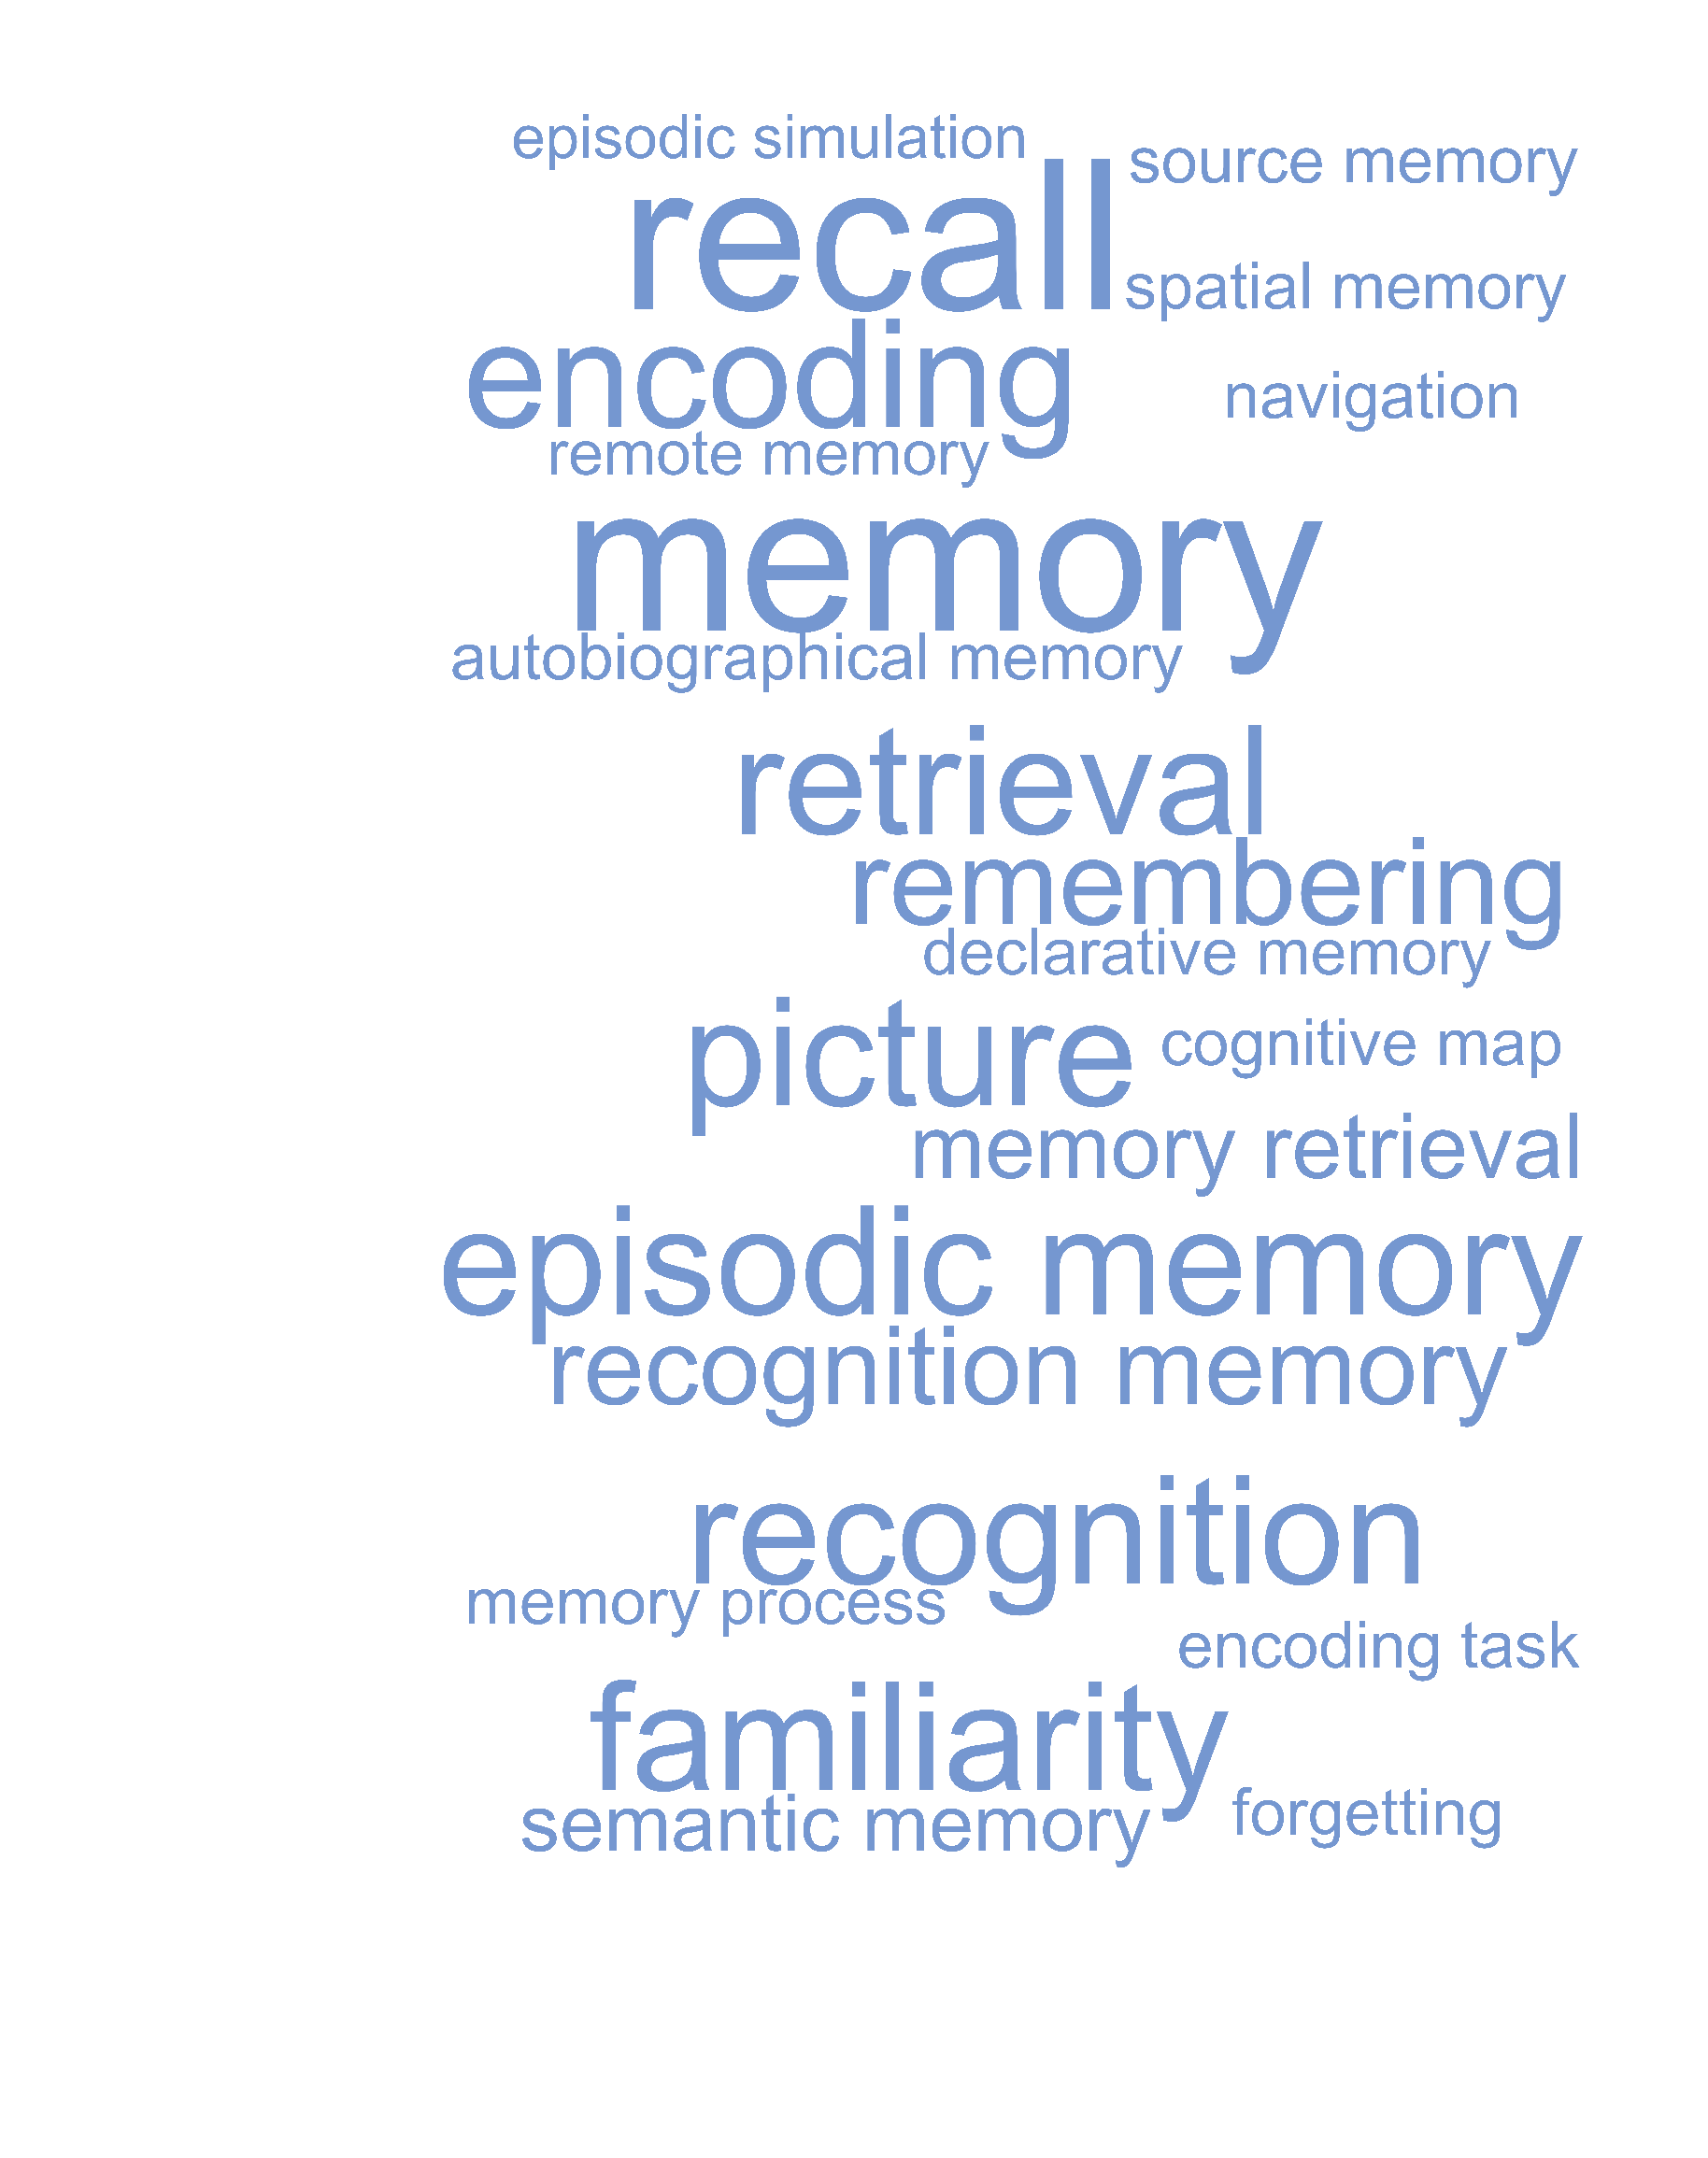 episodic simulation
source memory
recall
spatial memory
encoding
navigation
remote memory
memory
autobiographical memory
retrieval
remembering
declarative memory
picture
cognitive map
memory retrieval
episodic memory
recognition memory
recognition
memory process
encoding task
familiarity
semantic memory
forgetting